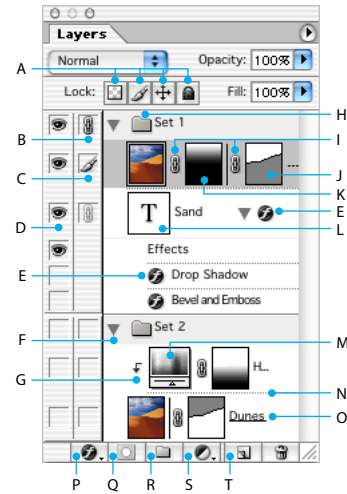 Layers
Normal Opacity: 100%
A
Lock: Fill: 100%
Set 1 H
B
I
C
J
K
D
T Sand E
L
Effects
E Drop Shadow
Bevel and Emboss
F Set 2
M
G H...
N
Dunes O
P Q R S T